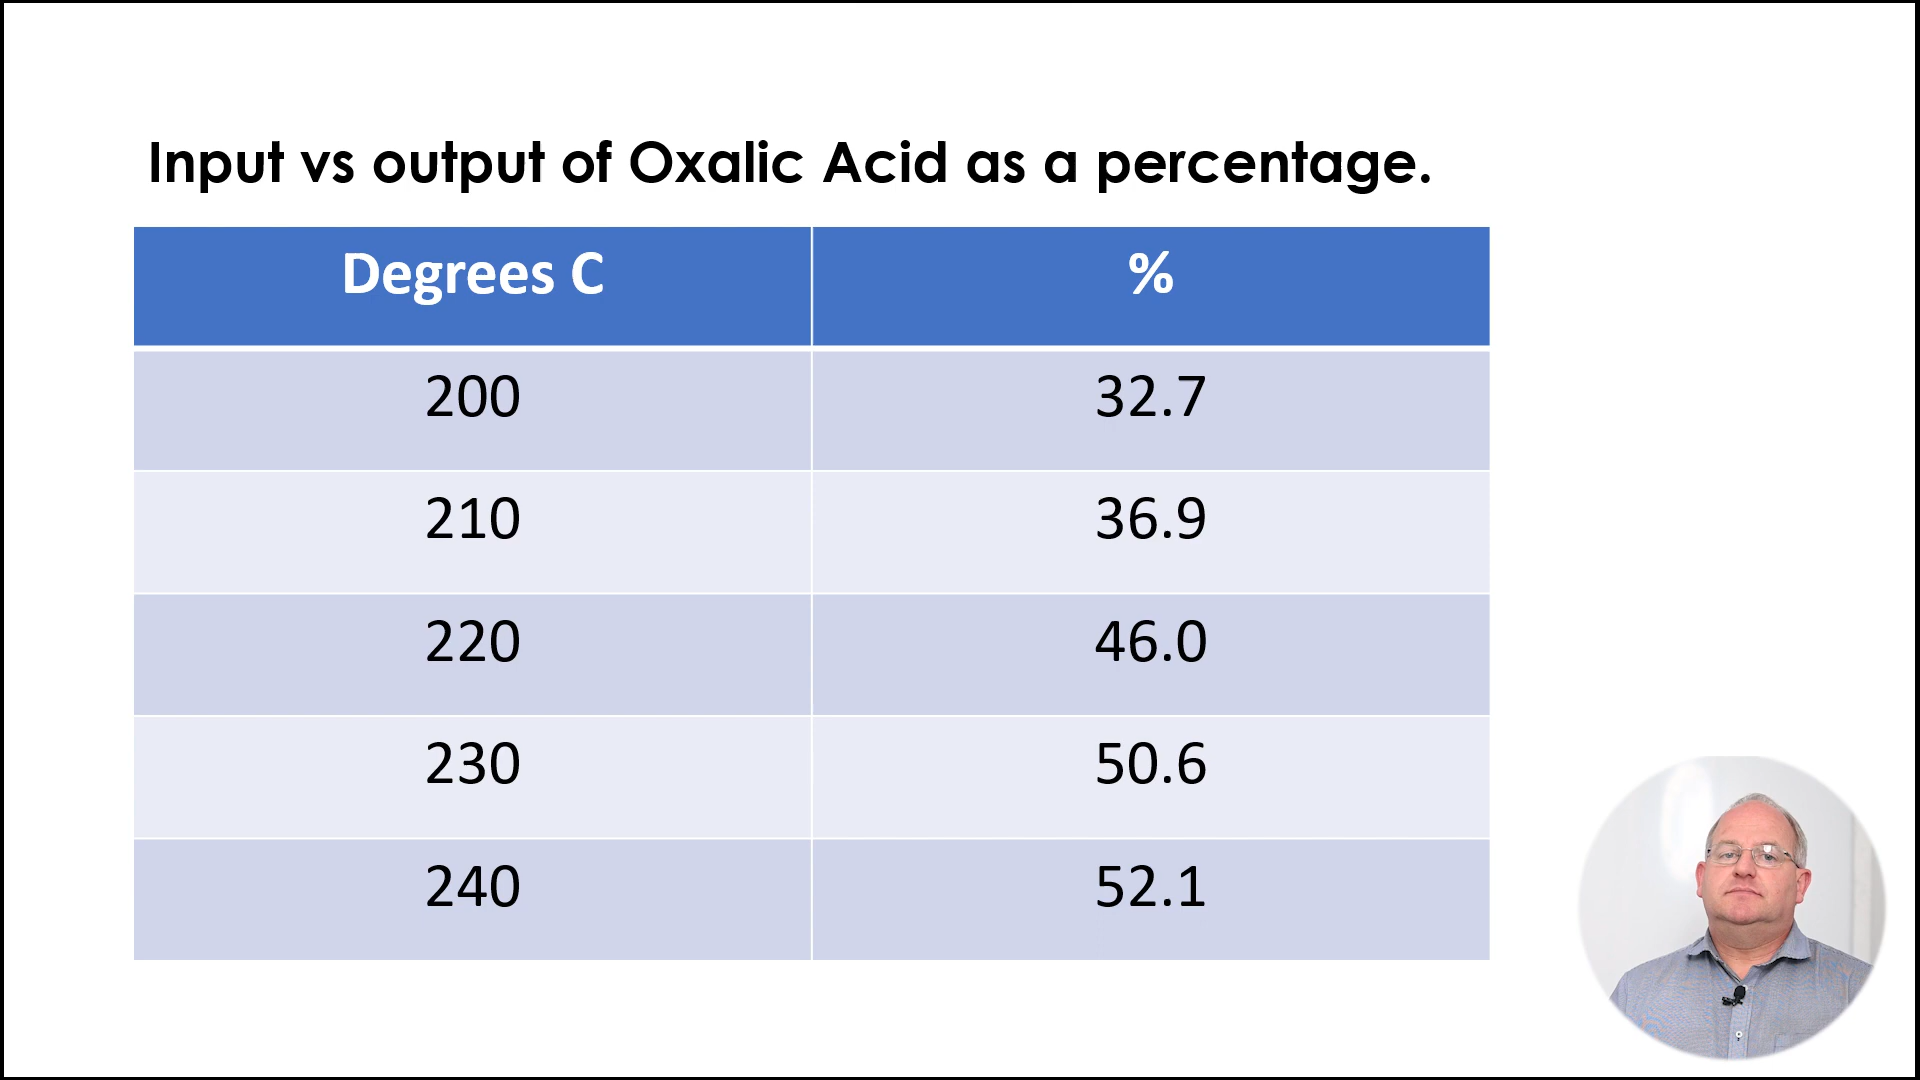 Input vs output of Oxalic Acid as a percentage.
Degrees C %
200 32.7
210 36.9
220 46.0
230 50.6
240 52.1